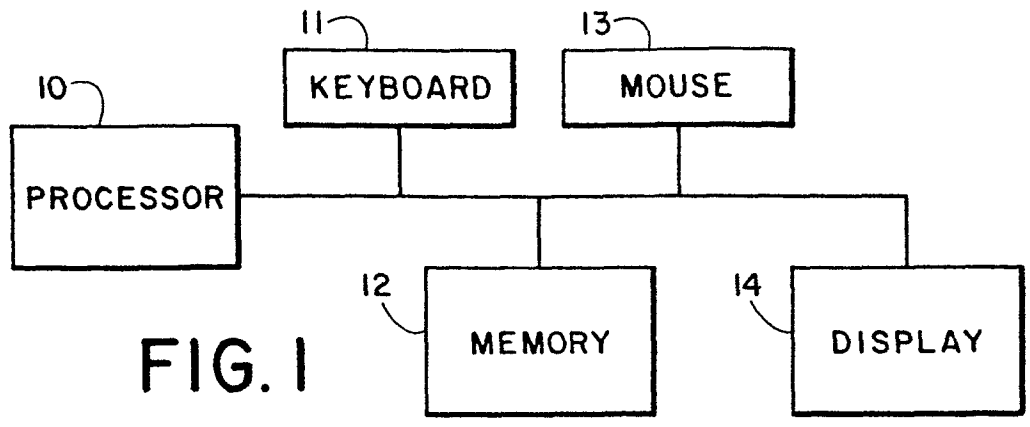 11
13
KEYBOARD
MOUSE
10
PROCESSOR
12
14
MEMORY
DISPLAY
FIG. 1